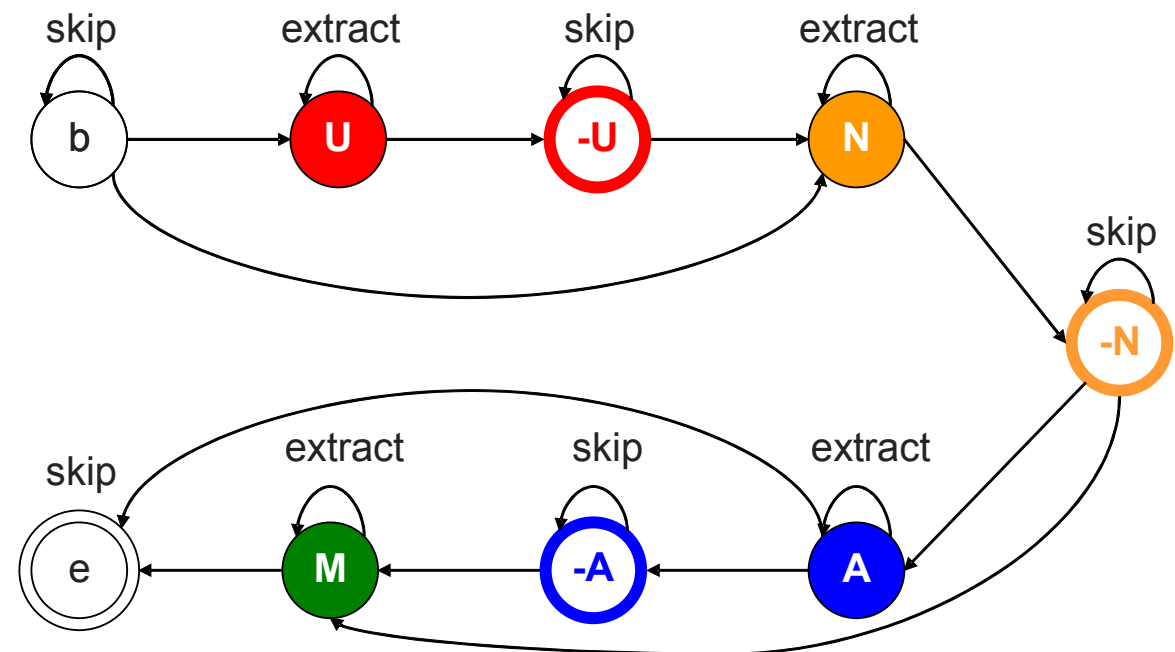 skip
extract
skip
extract
b
U
-U
N
skip
-N
skip
extract
skip
extract
e
M
-A
A